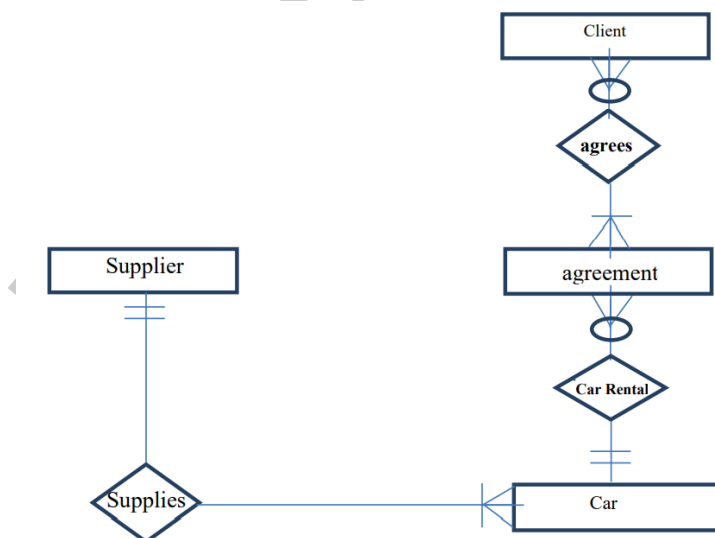 Client
agrees
Supplier
agreement
Car Rental
Supplies
Car